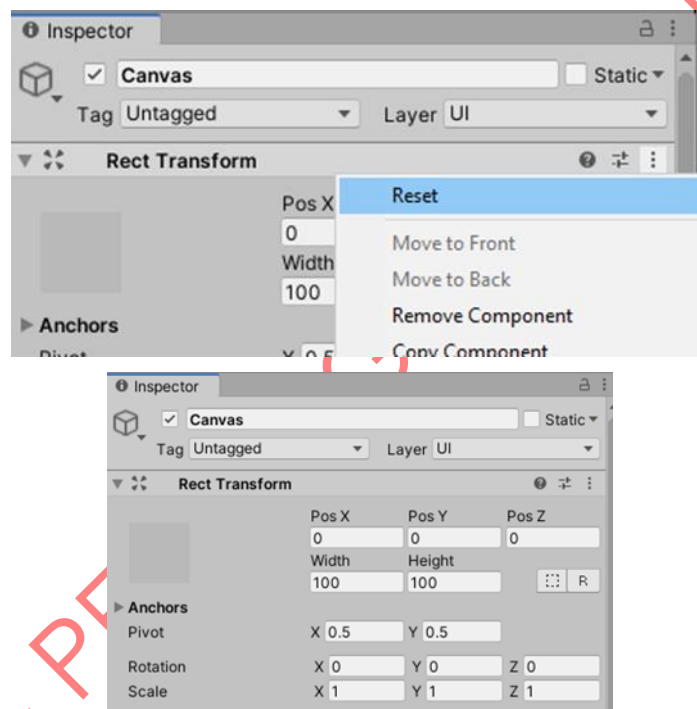 Inspector
Canvas Static
Tag Untagged Layer UI
Rect Transform
Pos X
0
Width
100
Anchors
Pivot X 0.5
Reset
Move to Front
Move to Back
Remove Component
Copy Component
Inspector
Canvas Static
Tag Untagged Layer UI
Rect Transform
Pos X Pos Y Pos Z
0 0 0
Width Height
100 100 R
Anchors
Pivot X 0.5 Y 0.5
Rotation X 0 Y 0 Z 0
Scale X 1 Y 1 Z 1